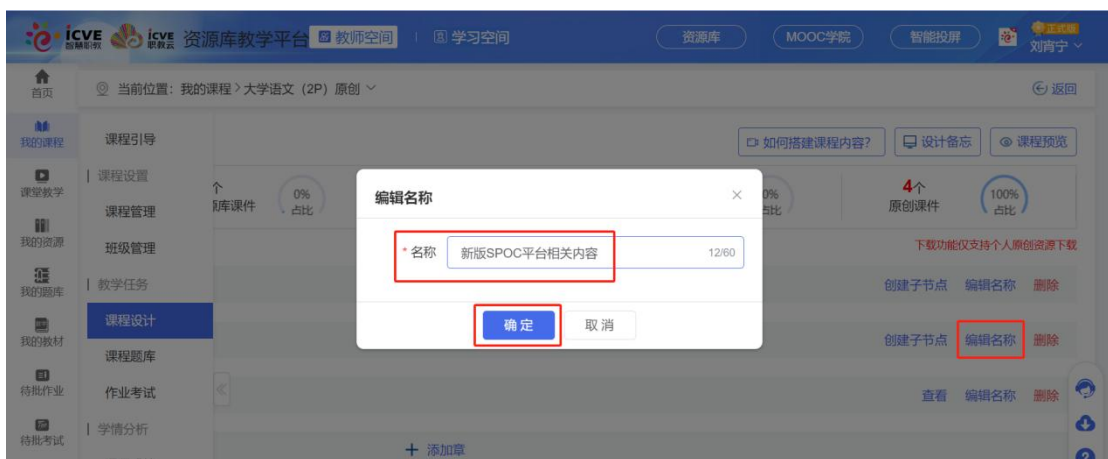 icve 智慧职教 icve 职教云 资源库教学平台 教师空间 学习空间 资源库 MOOC学院 智能投屏 正式版 刘肖宁
首页 当前位置：我的课程 > 大学语文（2P）原创 返回
我的课程 课程引导 如何搭建课程内容？ 设计备忘 课程预览
课堂教学 课程设置 个 库课件 0% 占比 0% 占比 4个 原创课件 100% 占比
课程管理
我的资源 班级管理 下载功能仅支持个人原创资源下载
编辑名称
* 名称 新版SPOC平台相关内容 12/60
确定 取消
我的题库 教学任务 创建子节点 编辑名称 删除
我的教材 课程设计 创建子节点 编辑名称 删除
课程题库
待批作业 作业考试 查看 编辑名称 删除
待批考试 学情分析
+ 添加章